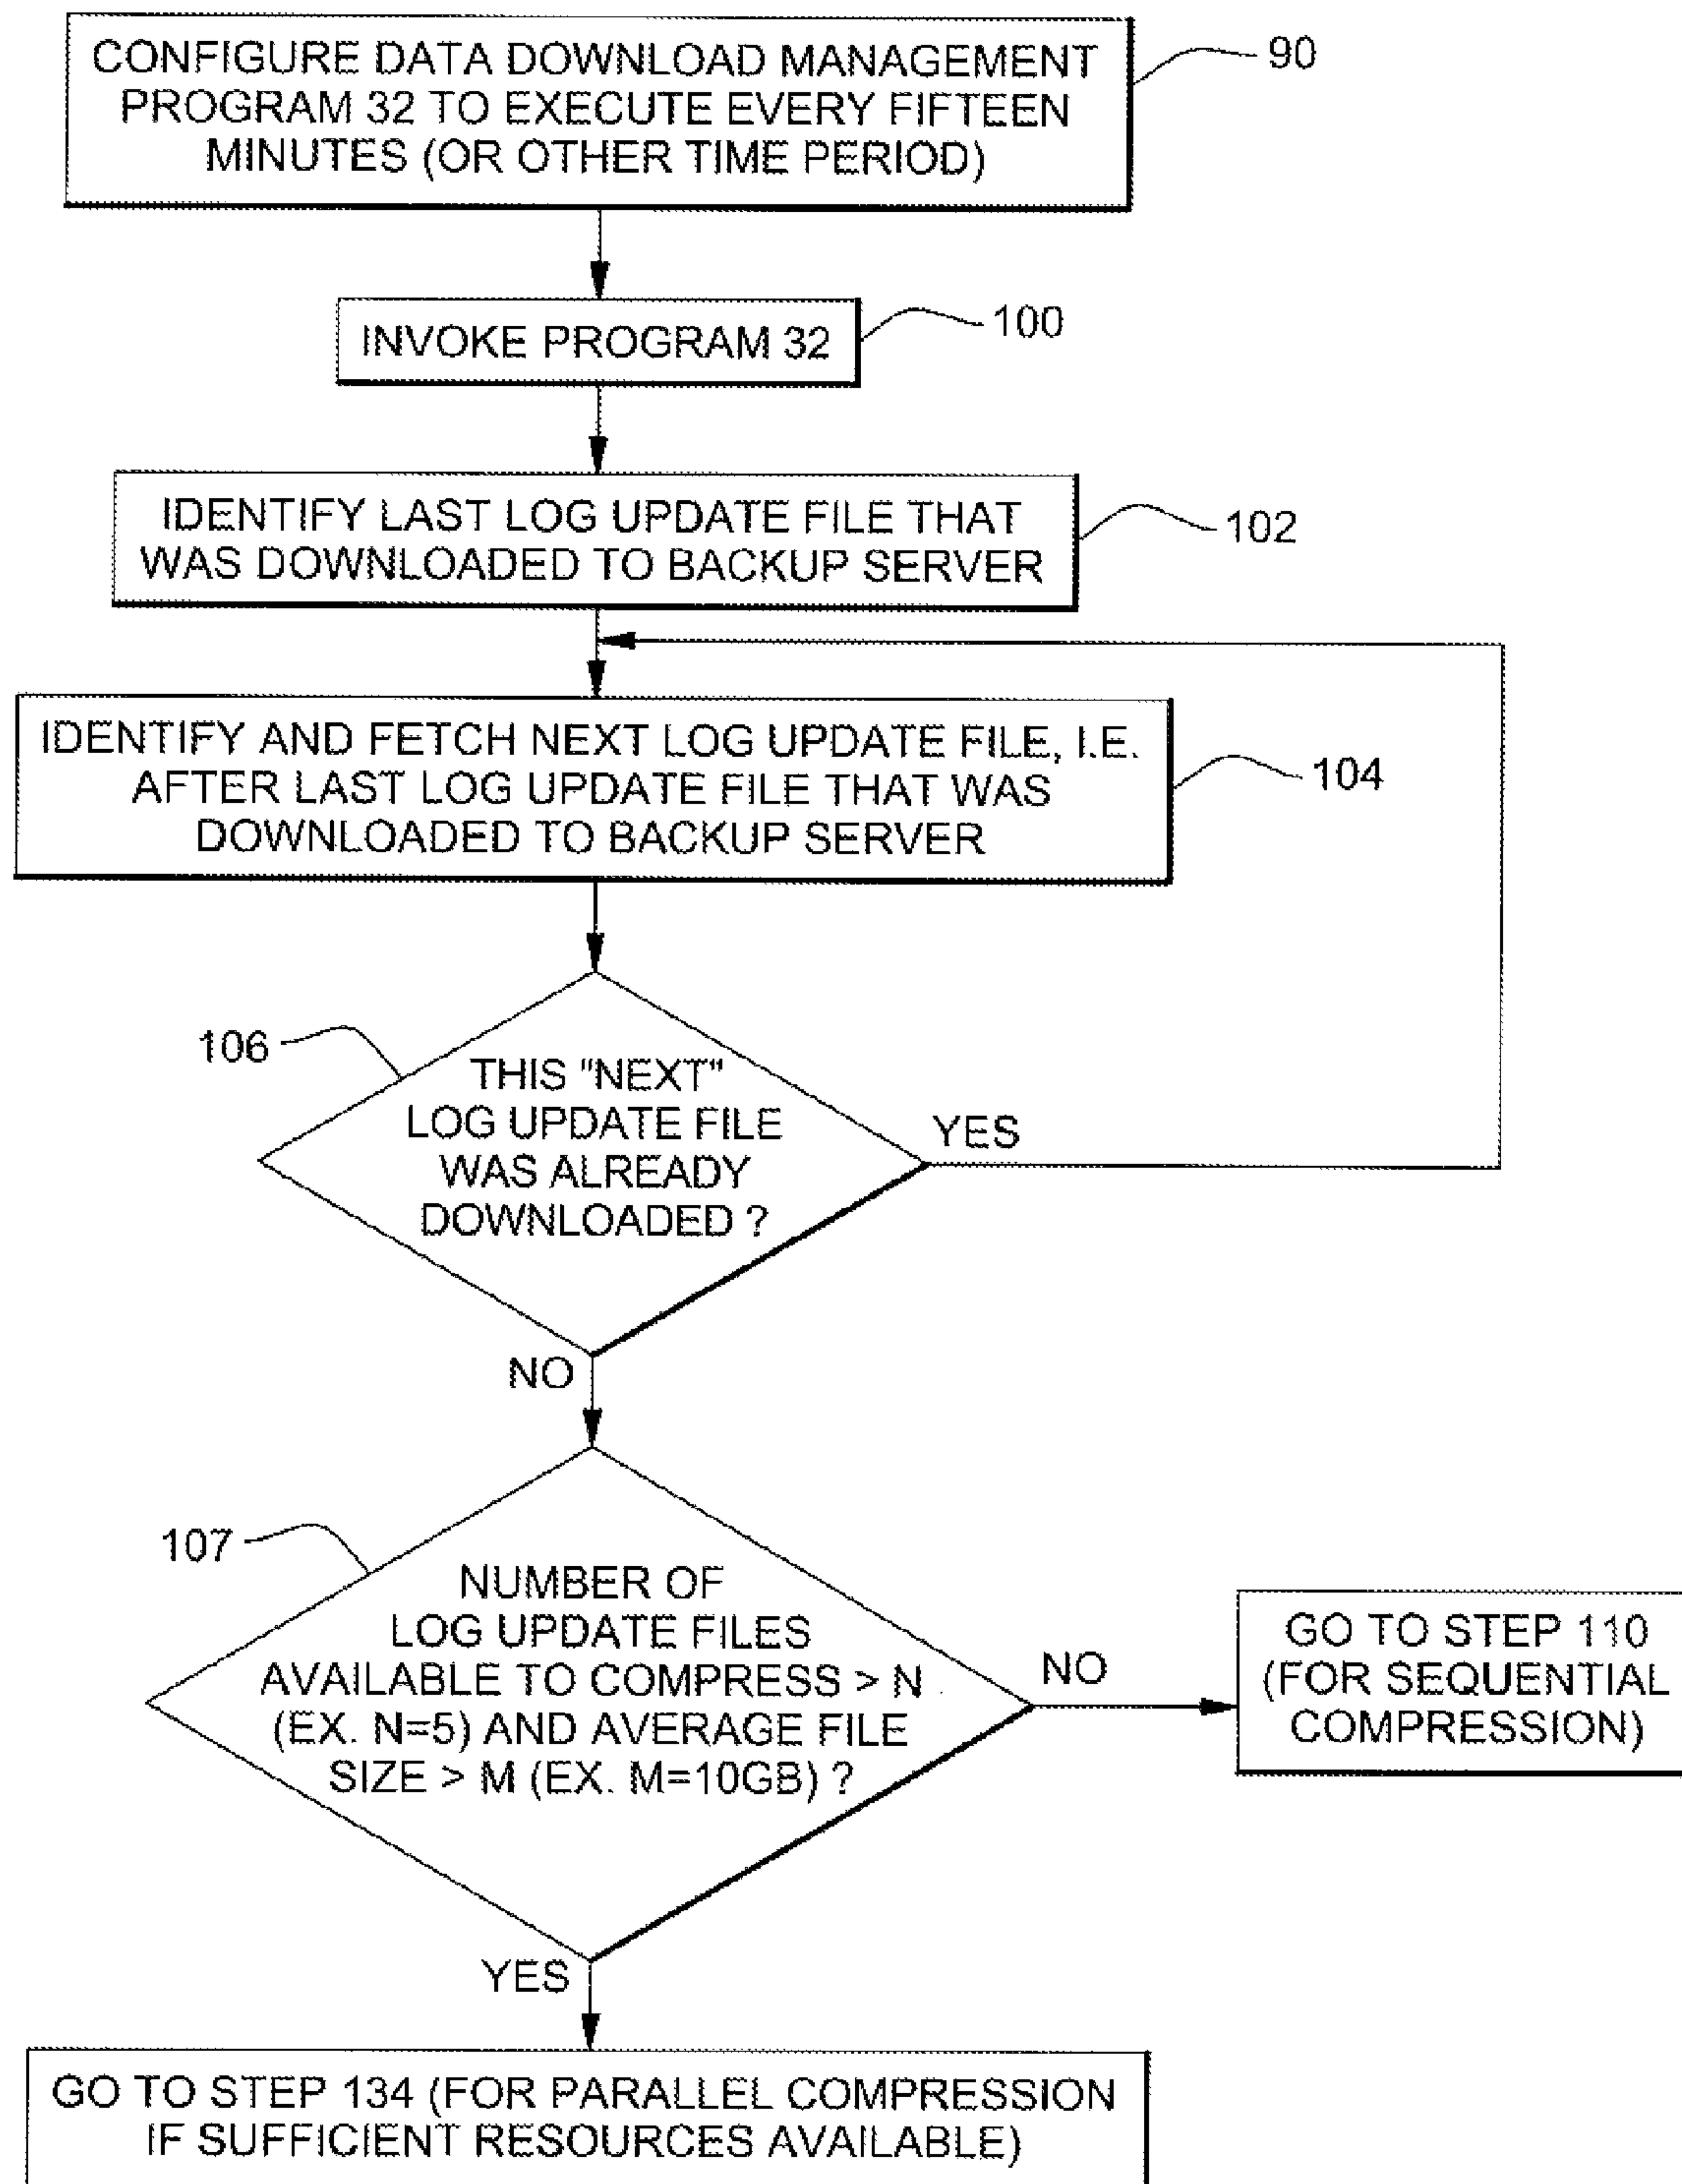 CONFIGURE DATA DOWNLOAD MANAGEMENT
PROGRAM 32 TO EXECUTE EVERY FIFTEEN
MINUTES (OR OTHER TIME PERIOD)
90
INVOKE PROGRAM 32
100
IDENTIFY LAST LOG UPDATE FILE THAT
WAS DOWNLOADED TO BACKUP SERVER
102
IDENTIFY AND FETCH NEXT LOG UPDATE FILE, I.E.
AFTER LAST LOG UPDATE FILE THAT WAS
DOWNLOADED TO BACKUP SERVER
104
106
THIS "NEXT"
LOG UPDATE FILE
WAS ALREADY
DOWNLOADED ?
YES
NO
107
NUMBER OF
LOG UPDATE FILES
AVAILABLE TO COMPRESS > N
(EX. N=5) AND AVERAGE FILE
SIZE > M (EX. M=10GB) ?
NO
GO TO STEP 110
(FOR SEQUENTIAL
COMPRESSION)
YES
GO TO STEP 134 (FOR PARALLEL COMPRESSION
IF SUFFICIENT RESOURCES AVAILABLE)